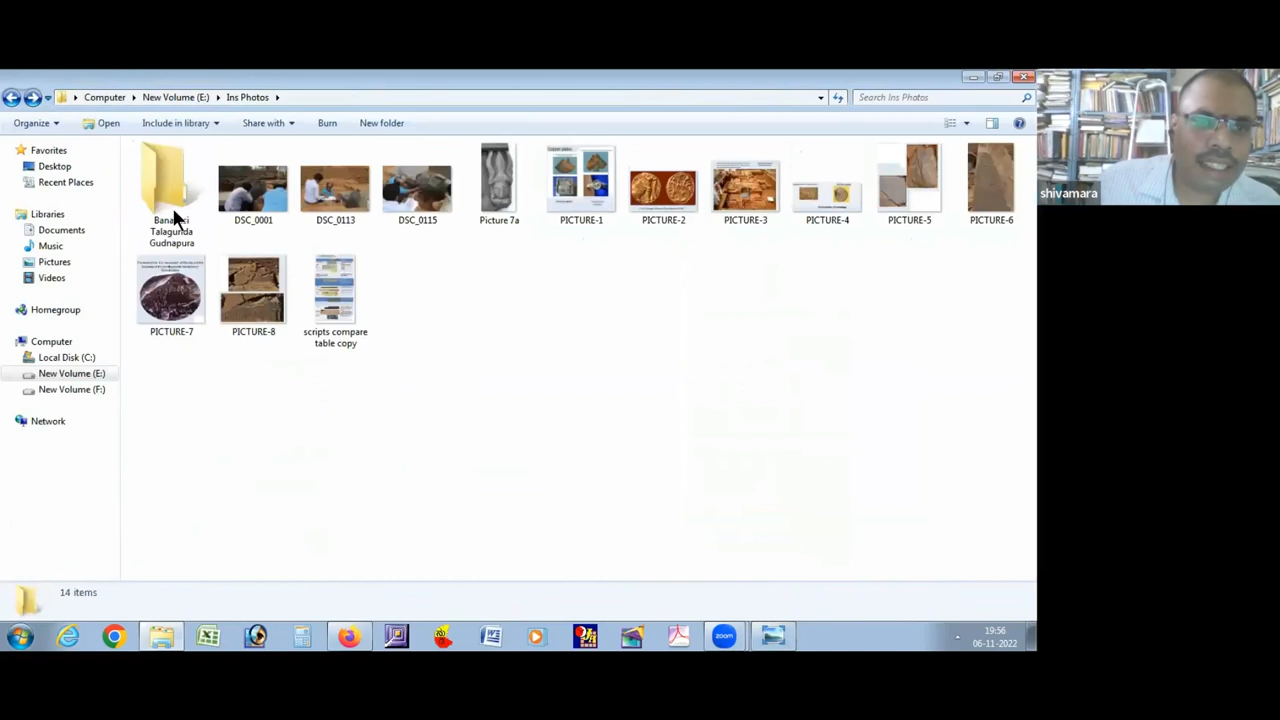 Computer New Volume (E:) Ins Photos
Search Ins Photos
Organize Open Include in library Share with Burn New folder
Favorites
Desktop
Recent Places
Libraries
Documents
Music
Pictures
Videos
Homegroup
Computer
Local Disk (C:)
New Volume (E:)
New Volume (F:)
Network
Talagunda
Gudnapura
DSC_0001
DSC_0113
DSC_0115
Picture 7a
PICTURE-1
PICTURE-2
PICTURE-3
PICTURE-4
PICTURE-5
PICTURE-6
PICTURE-7
PICTURE-8
scripts compare
table copy
Copper plates
14 items
zoom
19:56
06-11-2022
shivamara